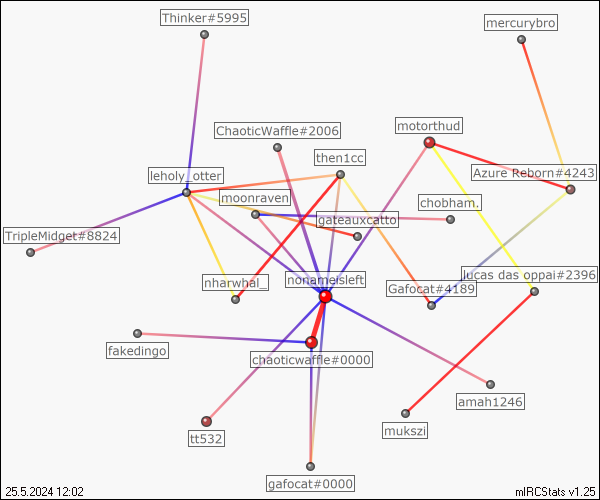 Thinker#5995
mercurybro
ChaoticWaffle#2006
motorthud
then1cc
leholy_otter
Azure Reborn#4243
moonraven
chobham.
gateauxcatto
TripleMidget#8824
nonameisleft
lucas das oppai#2396
nharwhal_
Gafocat#4189
fakedingo
chaoticwaffle#0000
amah1246
tt532
mukszi
gafocat#0000
25.5.2024 12:02
mIRCStats v1.25